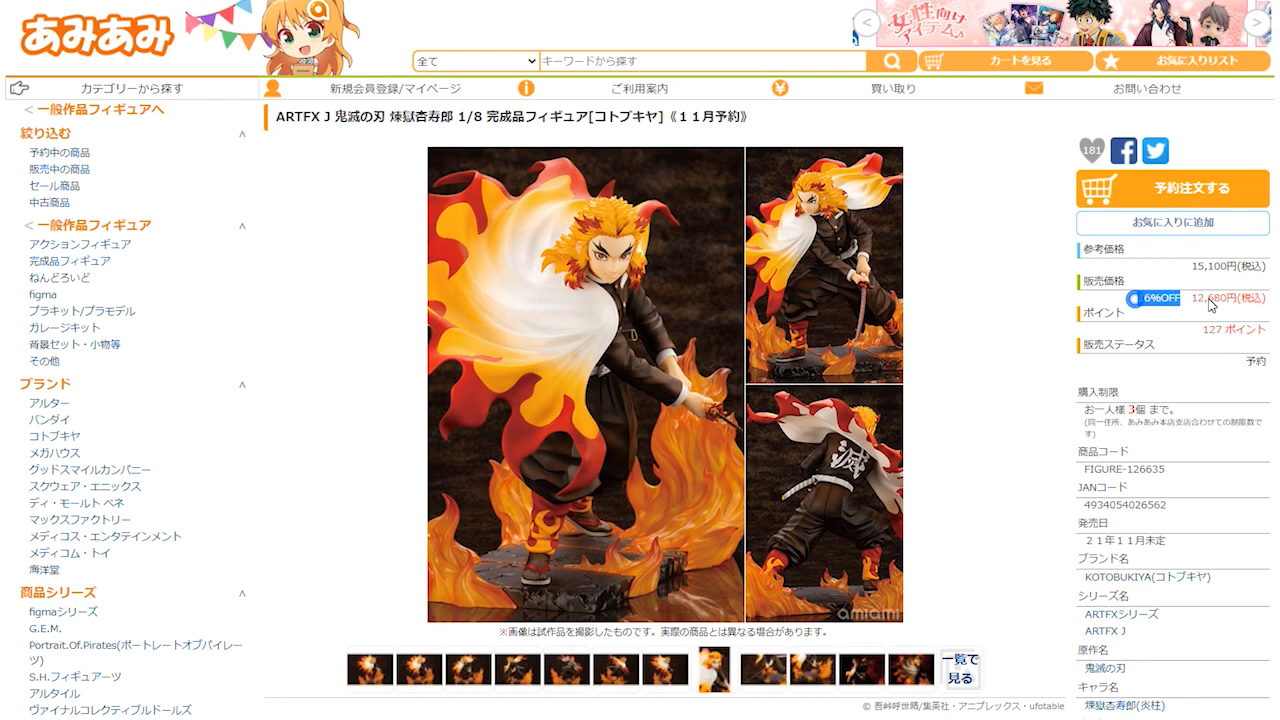 あみあみ
女性向け
アイテム
<
>
全て
キーワードから探す
カートを見る
お気に入りリスト
カテゴリーから探す
新規会員登録/マイページ
ご利用案内
買い取り
お問い合わせ
<一般作品フィギュアへ
絞り込む
予約中の商品
販売中の商品
セール商品
中古商品
<一般作品フィギュア
アクションフィギュア
完成品フィギュア
ねんどろいど
figma
プラキット/プラモデル
ガレージキット
背景セット・小物等
その他
ブランド
アルター
バンダイ
コトブキヤ
メガハウス
グッドスマイルカンパニー
スクウェア・エニックス
ディ・モールト ベネ
マックスファクトリー
メディコス・エンタテインメント
メディコム・トイ
海洋堂
商品シリーズ
figmaシリーズ
G.E.M.
Portrait.Of.Pirates(ポートレートオブパイレー
ツ)
S.H.フィギュアーツ
アルタイル
ヴァイナルコレクティブルドールズ
ARTFX J 鬼滅の刃 煉獄杏寿郎 1/8 完成品フィギュア[コトブキヤ]《１１月予約》
滅
amiami
※画像は試作品を撮影したものです。実際の商品とは異なる場合があります。
一覧で
見る
© 吾峠呼世晴/集英社・アニプレックス・ufotable
181
予約注文する
お気に入りに追加
参考価格
15,100円(税込)
販売価格
6%OFF 12,680円(税込)
ポイント
127 ポイント
販売ステータス
予約
購入制限
お一人様 3個 まで。
(同一住所、あみあみ本店支店合わせての制限数で
す)
商品コード
FIGURE-126635
JANコード
4934054026562
発売日
２１年１１月未定
ブランド名
KOTOBUKIYA(コトブキヤ)
シリーズ名
ARTFXシリーズ
ARTFX J
原作名
鬼滅の刃
キャラ名
煉獄杏寿郎(炎柱)